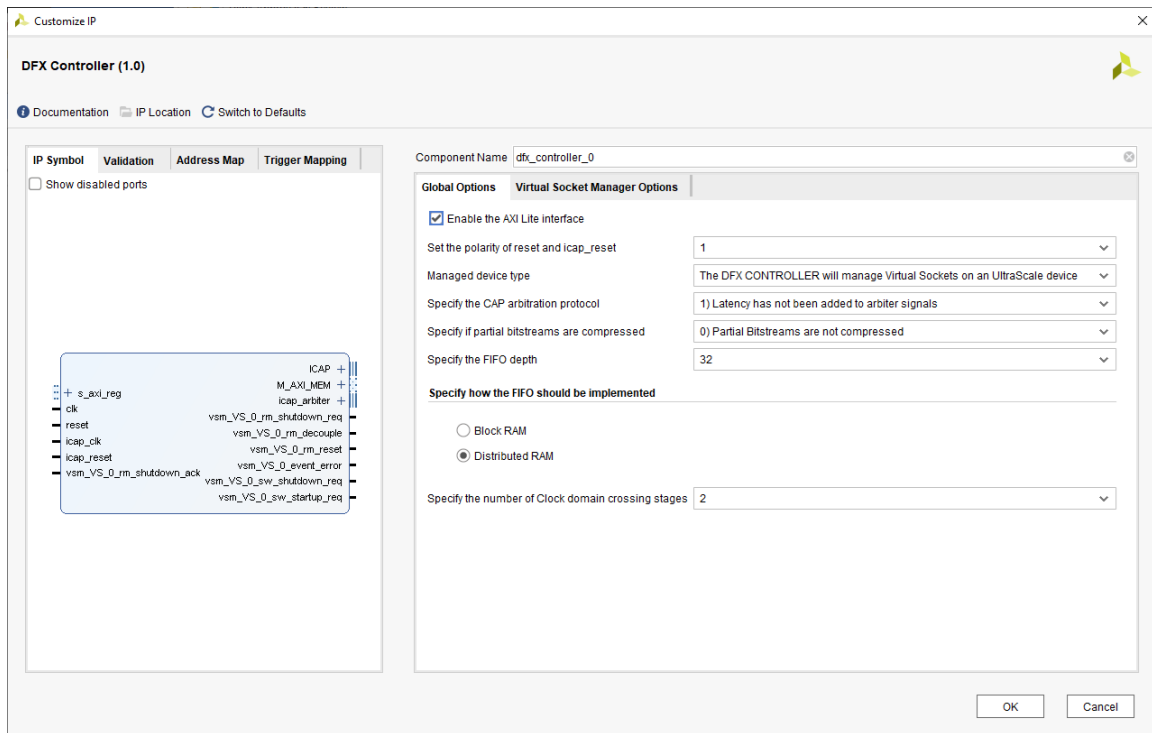 Customize IP
DFX Controller (1.0)
Documentation IP Location Switch to Defaults
IP Symbol Validation Address Map Trigger Mapping
Show disabled ports
s_axi_reg
clk
reset
icap_clk
icap_reset
vsm_VS_0_rm_shutdown_ack
ICAP
M_AXI_MEM
icap_arbiter
vsm_VS_0_rm_shutdown_req
vsm_VS_0_rm_decouple
vsm_VS_0_rm_reset
vsm_VS_0_event_error
vsm_VS_0_sw_shutdown_req
vsm_VS_0_sw_startup_req
Component Name dfx_controller_0
Global Options Virtual Socket Manager Options
Enable the AXI Lite interface
Set the polarity of reset and icap_reset 1
Managed device type The DFX CONTROLLER will manage Virtual Sockets on an UltraScale device
Specify the CAP arbitration protocol 1) Latency has not been added to arbiter signals
Specify if partial bitstreams are compressed 0) Partial Bitstreams are not compressed
Specify the FIFO depth 32
Specify how the FIFO should be implemented
Block RAM
Distributed RAM
Specify the number of Clock domain crossing stages 2
OK Cancel